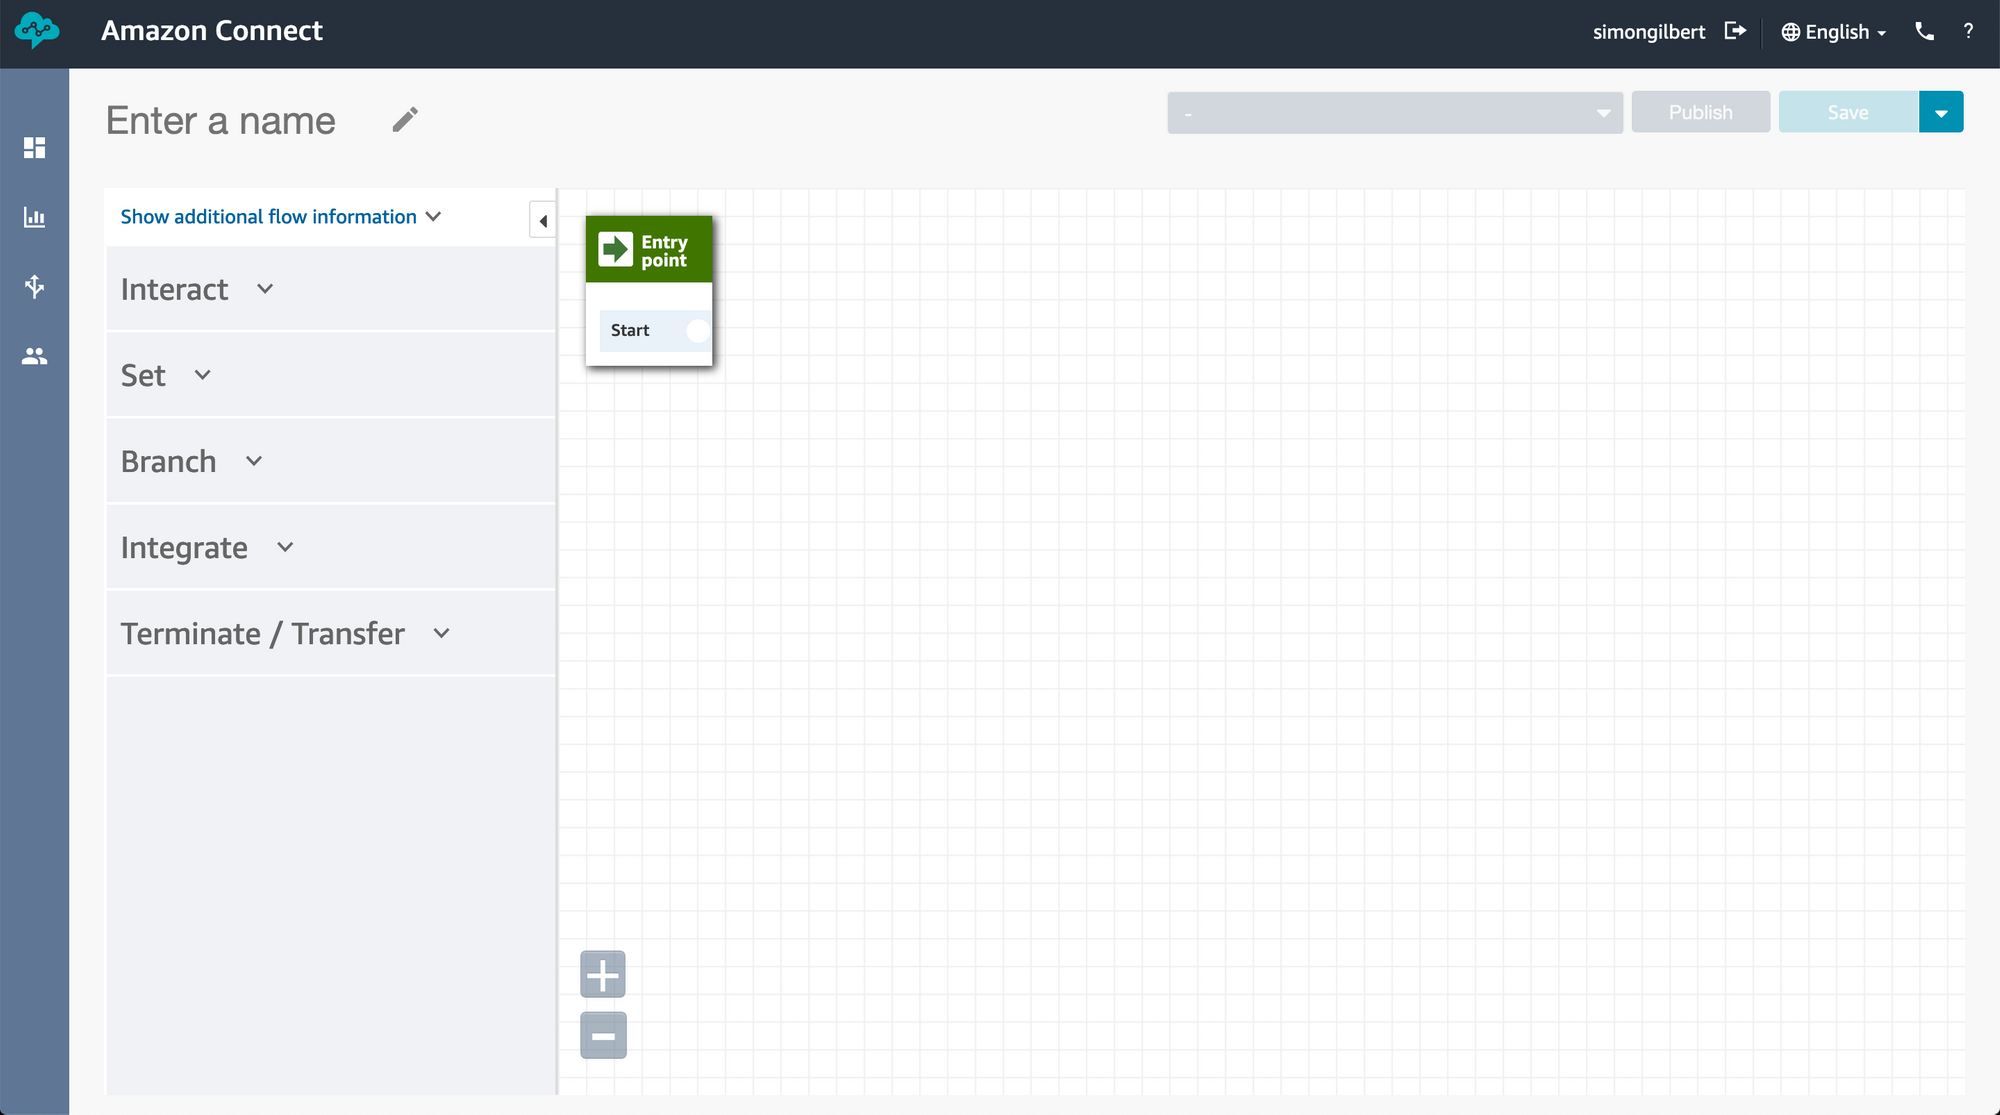 Amazon Connect
simongilbert
English
?
Enter a name
-
Publish
Save
Show additional flow information
Interact
Set
Branch
Integrate
Terminate / Transfer
Entry
point
Start